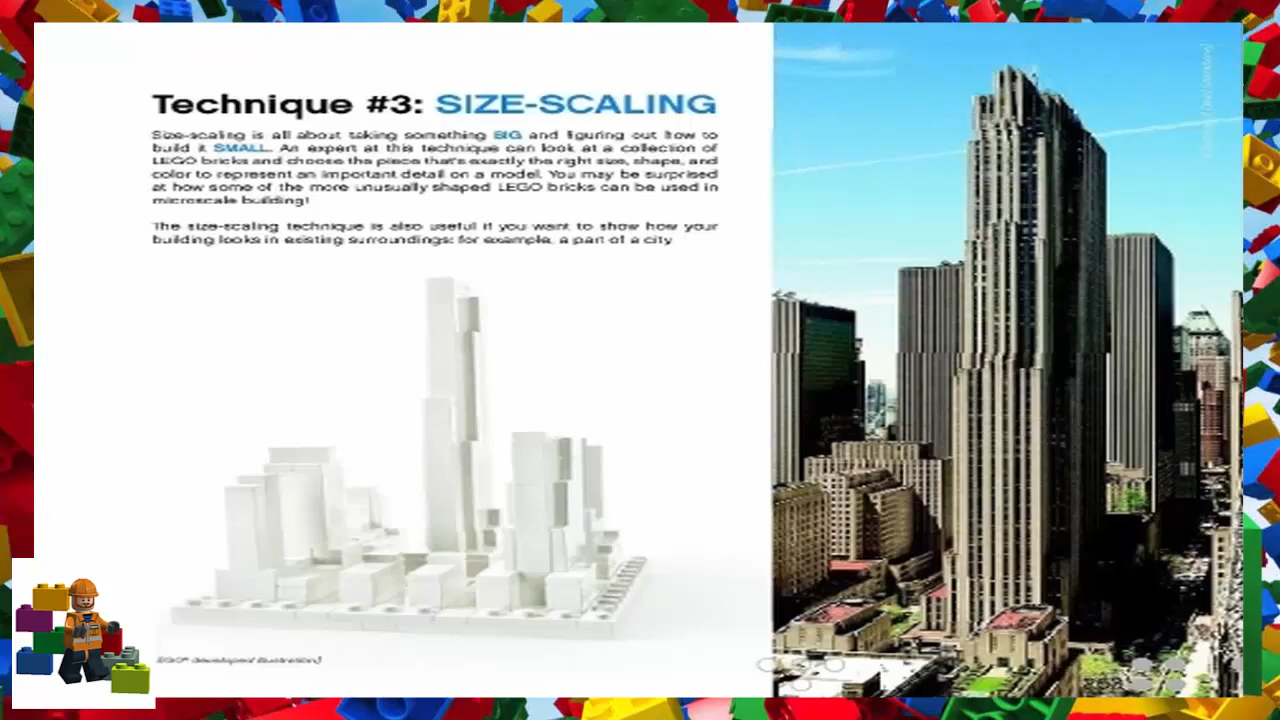 Technique #3: SIZE-SCALING
Size-scaling is all about taking something BIG and figuring out how to
build it SMALL. An expert at this technique can look at a collection of
LEGO bricks and choose the piece that's exactly the right size, shape, and
color to represent an important detail on a model. You may be surprised
at how some of the more unusually shaped LEGO bricks can be used in
microscale building!
The size-scaling technique is also useful if you want to show how your
building looks in existing surroundings: for example, a part of a city
LEGO® developed illustration]